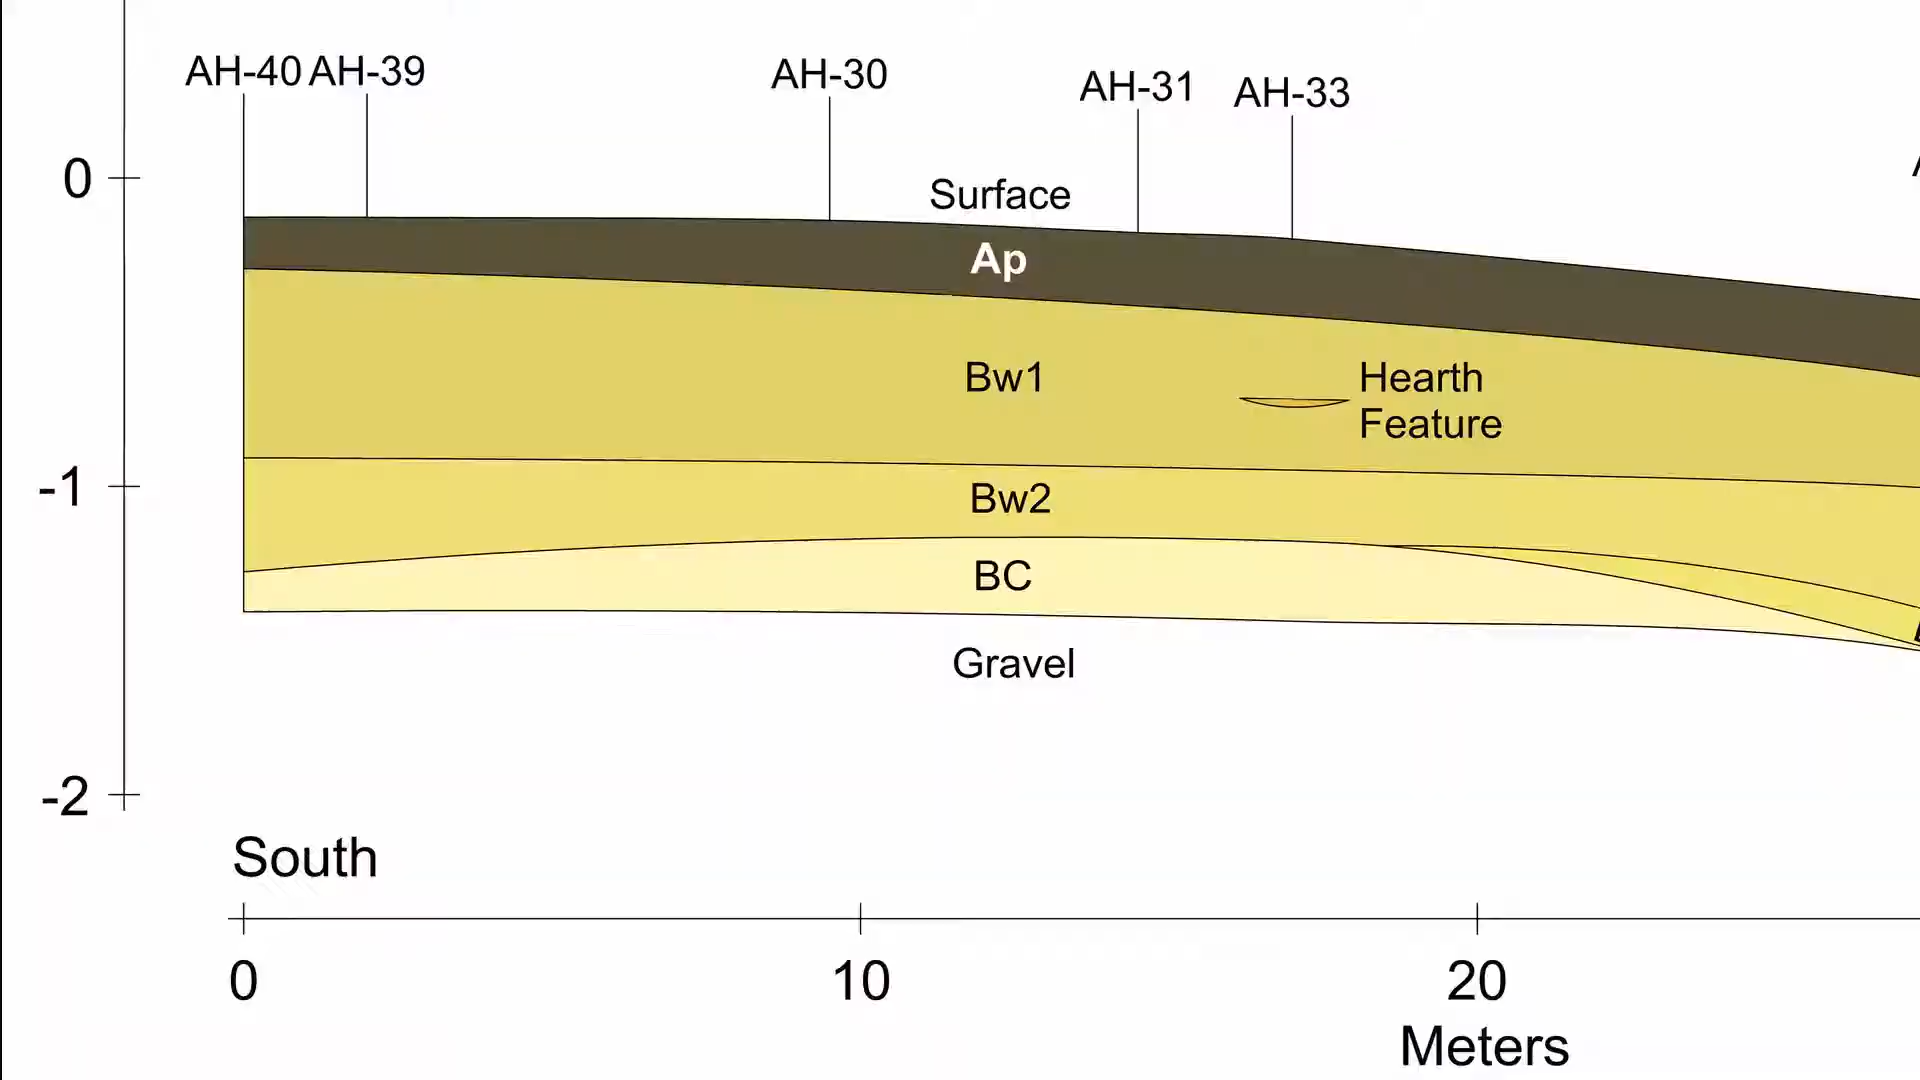 AH-40 AH-39 AH-30 AH-31 AH-33
0
Surface
Ap
Bw1
Hearth
Feature
-1
Bw2
BC
Gravel
-2
South
0 10 20
Meters